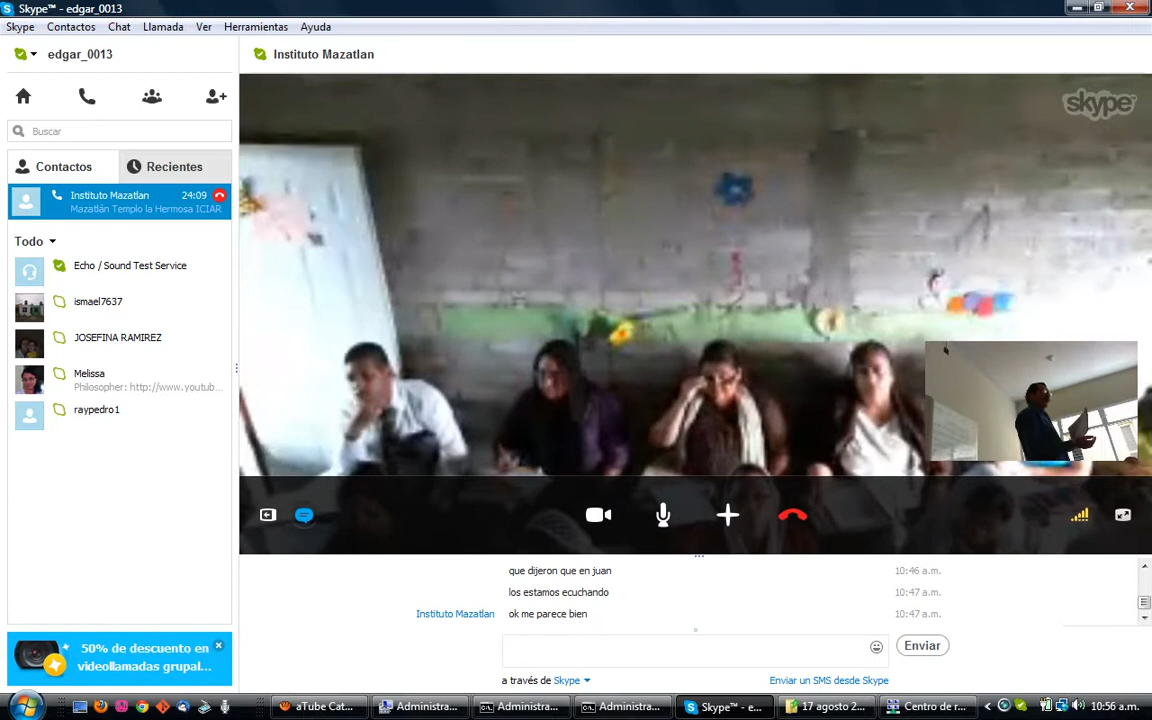 Skype™ - edgar_0013
Skype Contactos Chat Llamada Ver Herramientas Ayuda
edgar_0013
Instituto Mazatlan
skype
Buscar
Contactos
Recientes
Instituto Mazatlan 24:09
Mazatlán Templo la Hermosa ICIAR
Todo
Echo / Sound Test Service
ismael7637
JOSEFINA RAMIREZ
Melissa
Philosopher: http://www.youtub...
raypedro1
que dijeron que en juan 10:46 a.m.
los estamos ecuchando 10:47 a.m.
Instituto Mazatlan ok me parece bien 10:47 a.m.
Enviar
a través de Skype
Enviar un SMS desde Skype
50% de descuento en
videollamadas grupal...
aTube Cat... Administra... Administra... Administra... Skype™ - e... 17 agosto 2... Centro de r... 10:56 a.m.